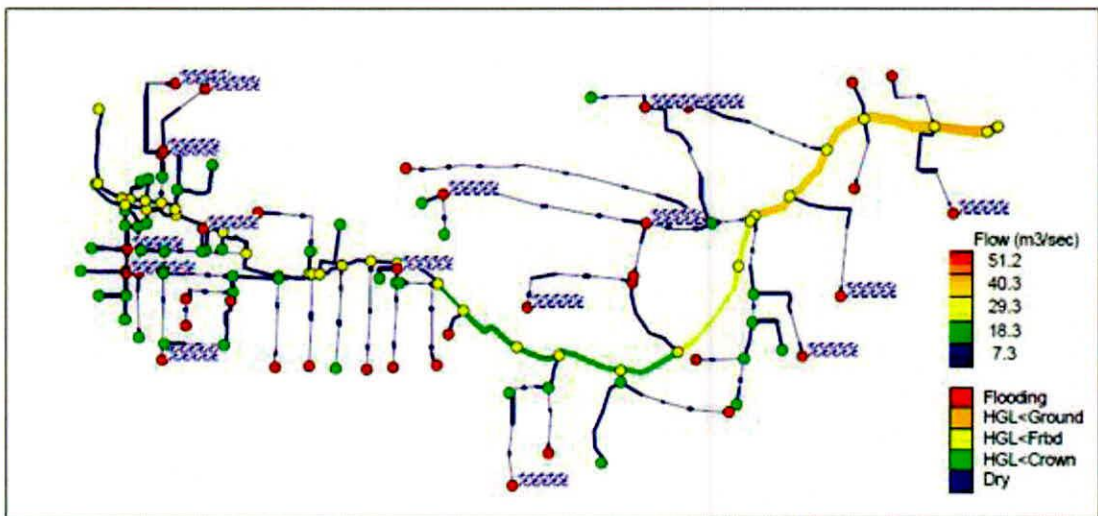 Flow (m3/sec)
51.2
40.3
29.3
18.3
7.3
Flooding
HGL<Ground
HGL<Frbd
HGL<Crown
Dry